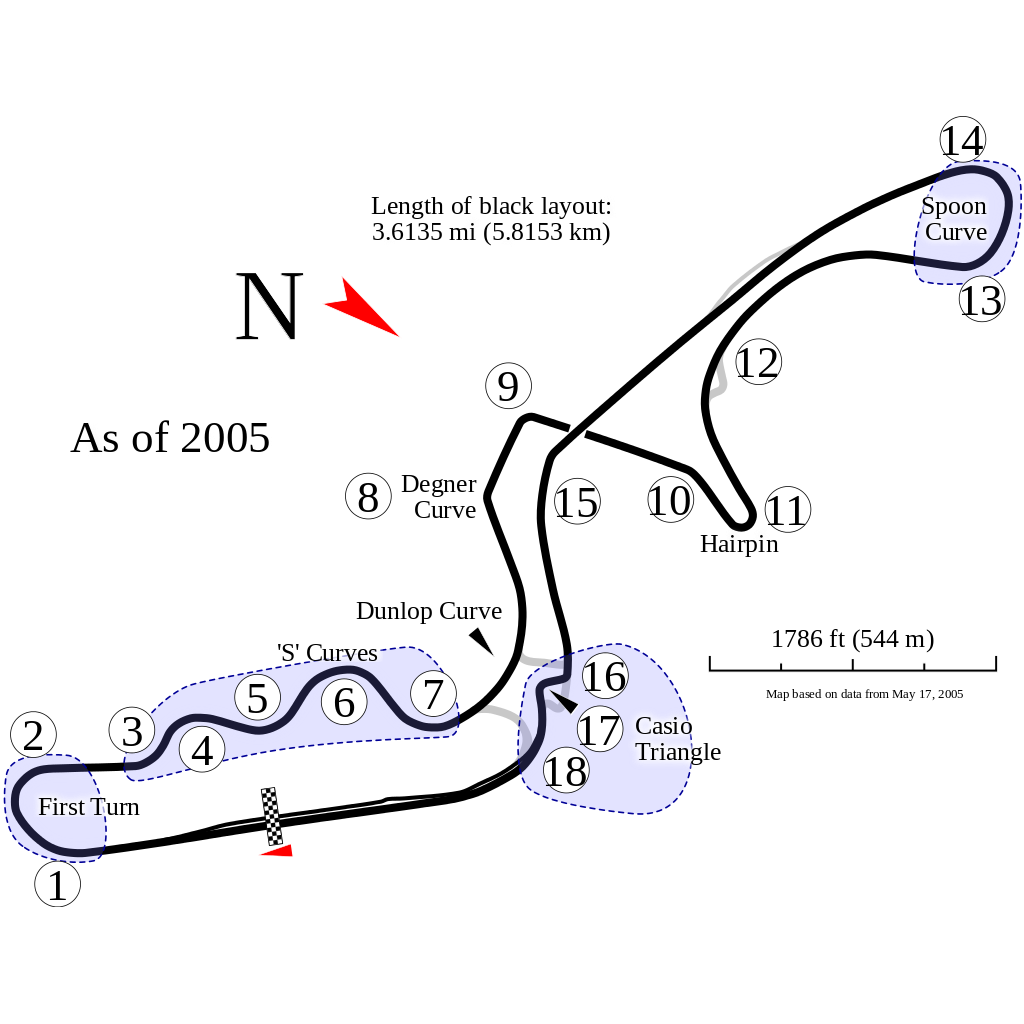 14
Spoon
Curve
13
Length of black layout:
3.6135 mi (5.8153 km)
N
12
9
As of 2005
8
Degner
Curve
15
10
11
Hairpin
Dunlop Curve
1786 ft (544 m)
Map based on data from May 17, 2005
'S' Curves
3
4
5
6
7
16
17
18
Casio
Triangle
2
First Turn
1